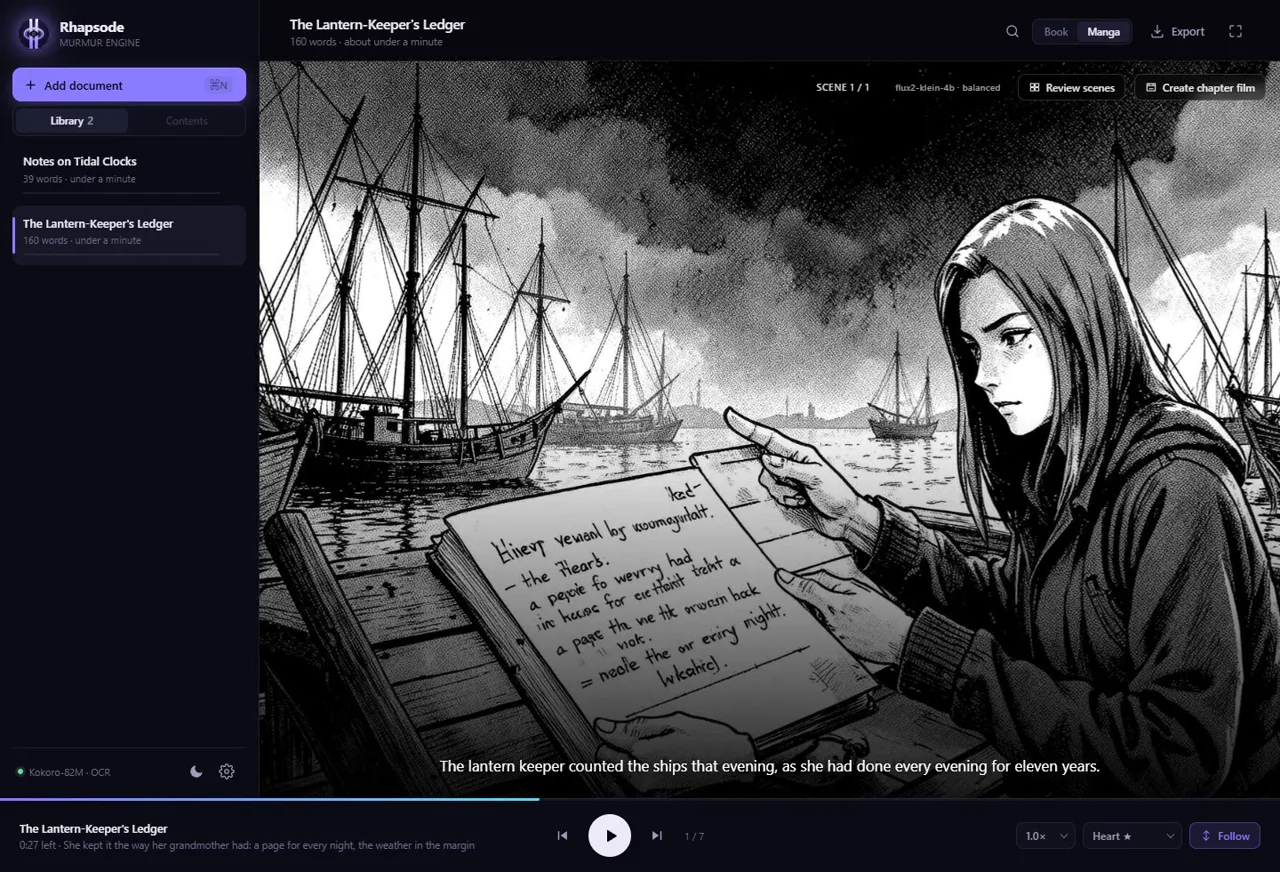 Rhapsode
MURMUR ENGINE
+ Add document ⌘N
Library 2 Contents
Notes on Tidal Clocks
39 words · under a minute
The Lantern-Keeper's Ledger
160 words · under a minute
Kokoro-82M · OCR
The Lantern-Keeper's Ledger
160 words · about under a minute
Book Manga Export
SCENE 1 / 1 flux2-klein-4b · balanced Review scenes Create chapter film
the
a
for
a the
the
night.
The lantern keeper counted the ships that evening, as she had done every evening for eleven years.
The Lantern-Keeper's Ledger
0:27 left · She kept it the way her grandmother had: a page for every night, the weather in the margin
1 / 7
1.0× Heart ★ Follow